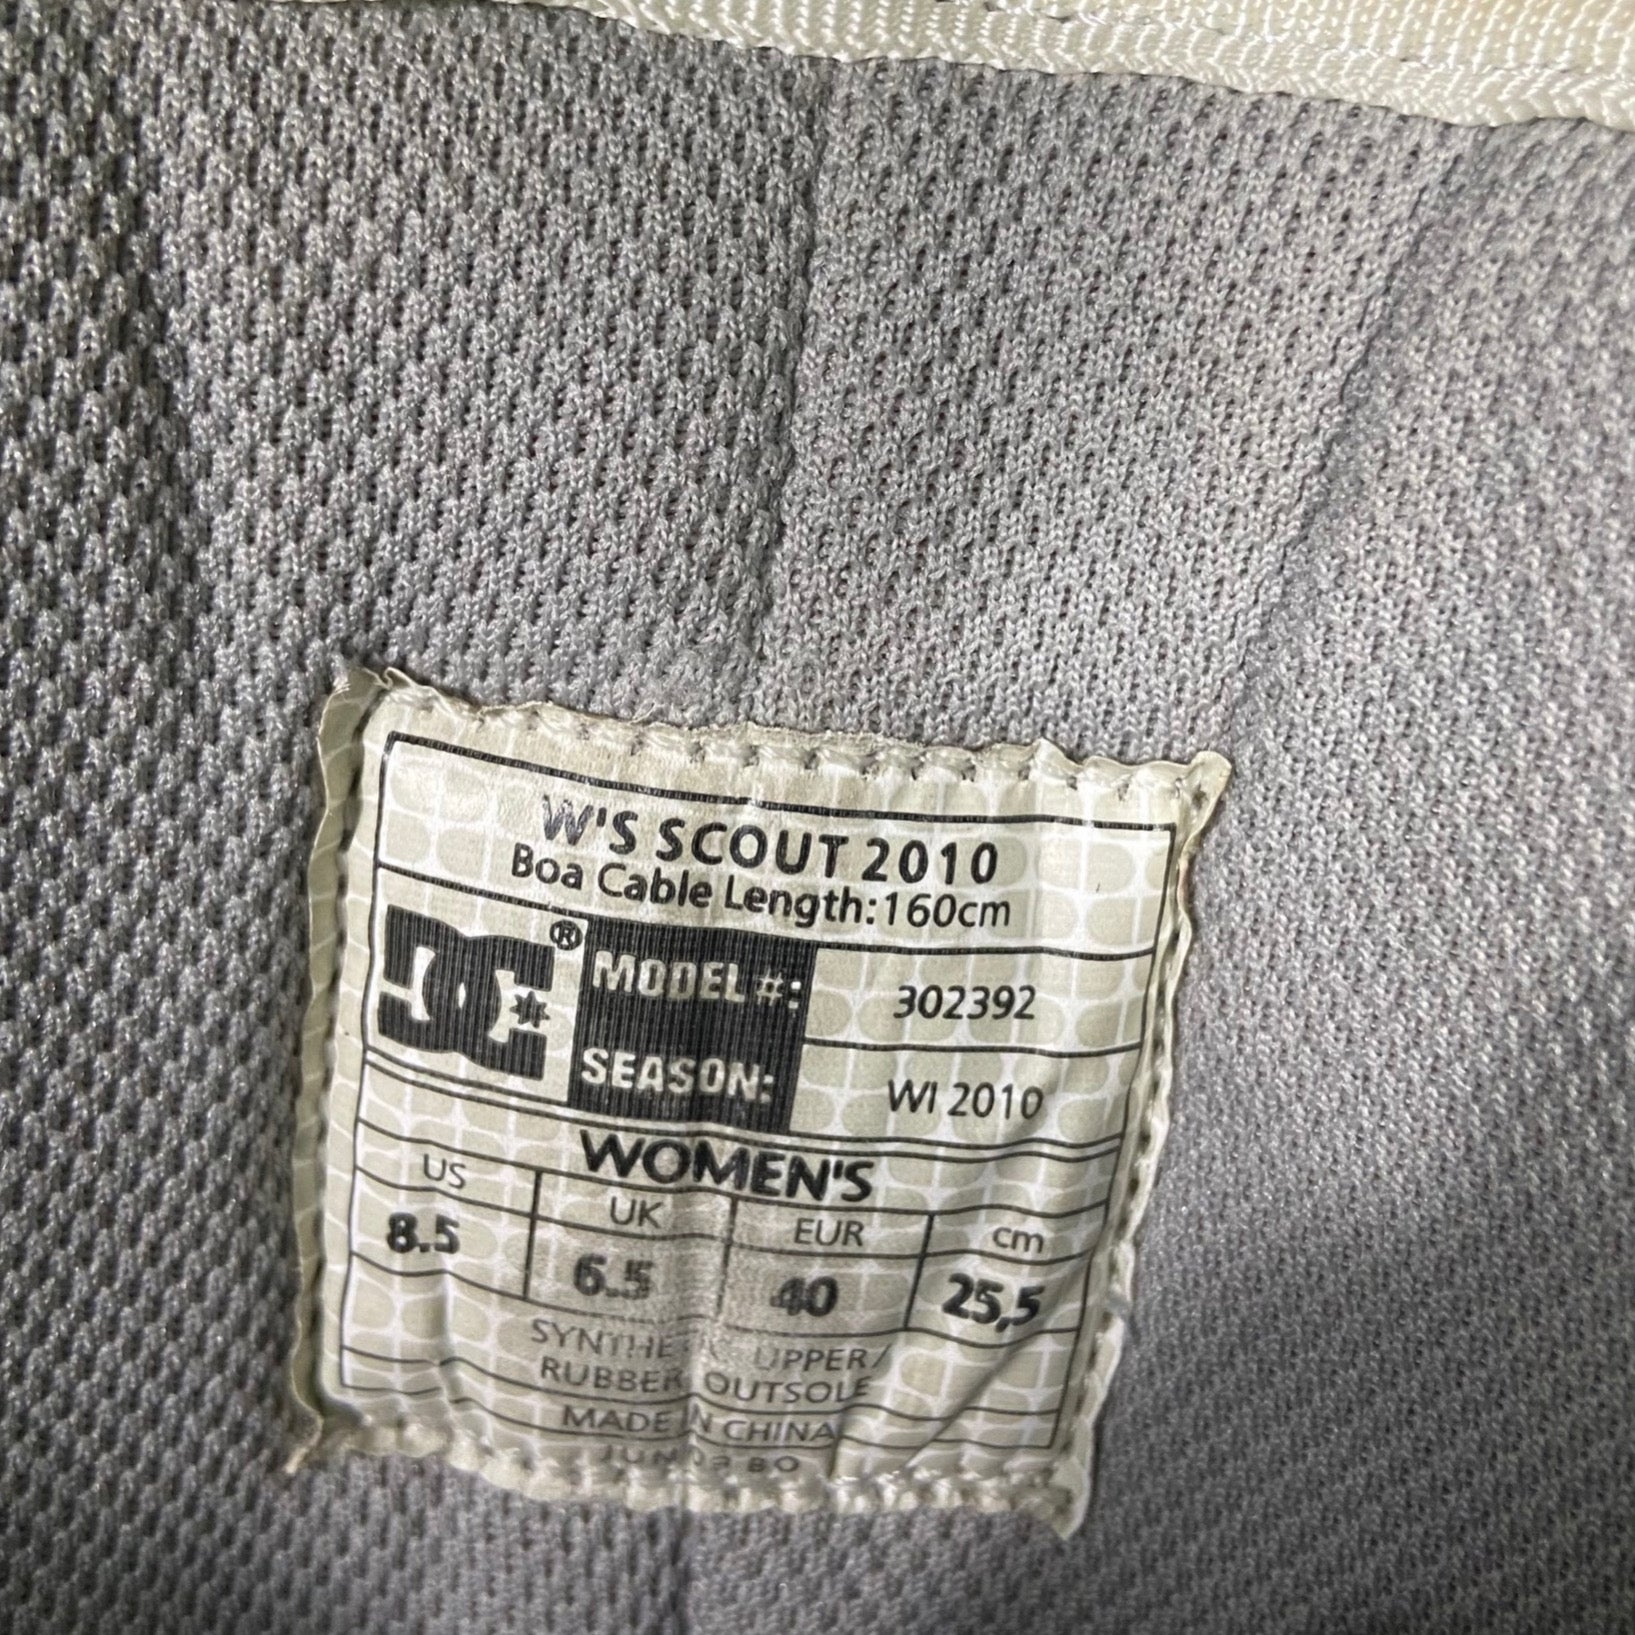 W'S SCOUT 2010
Boa Cable Length:160cm
DC® MODEL #: 302392
SEASON: WI 2010
WOMEN'S
US UK EUR cm
8.5 6.5 40 25,5
UPPER/
RUBBER OUTSOLE
MADE IN CHINA